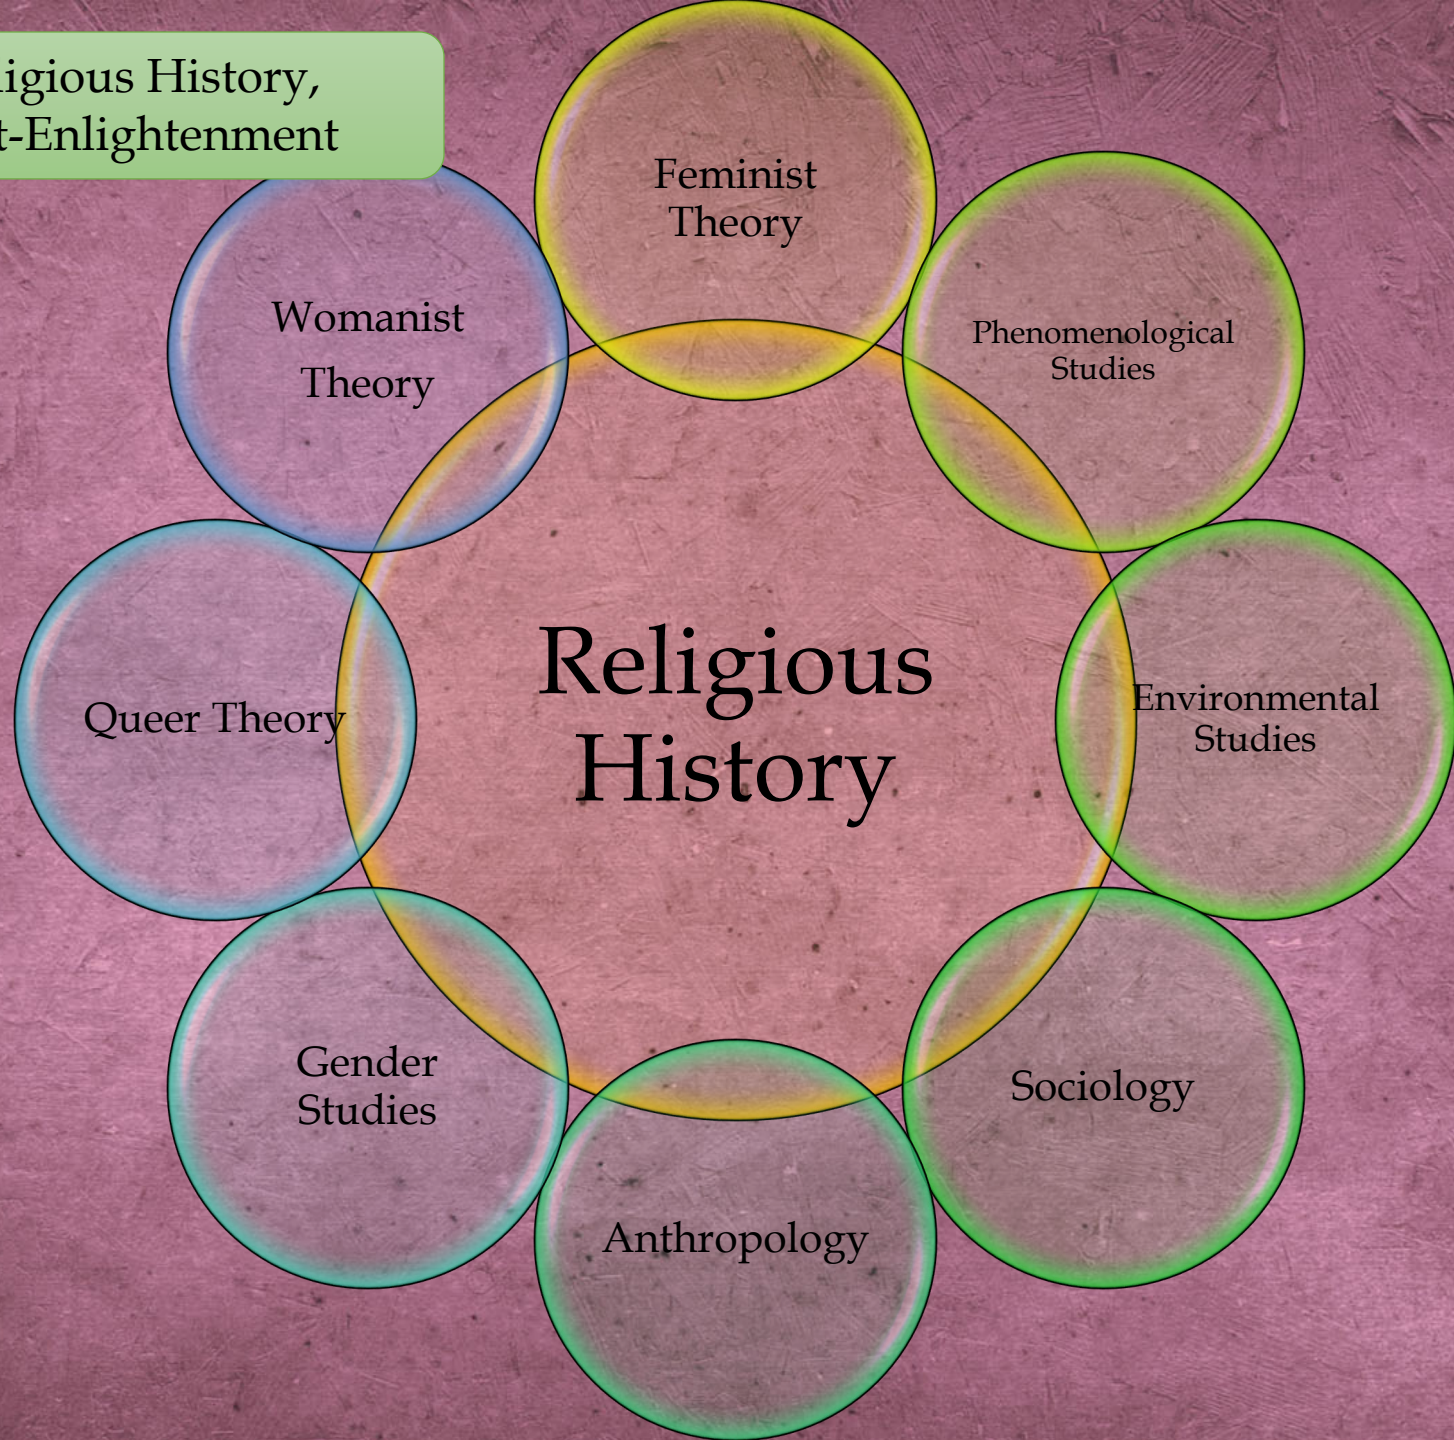 igious History,
t-Enlightenment
Feminist
Theory
Phenomenological
Studies
Environmental
Studies
Sociology
Anthropology
Gender
Studies
Queer Theory
Womanist
Theory
Religious
History